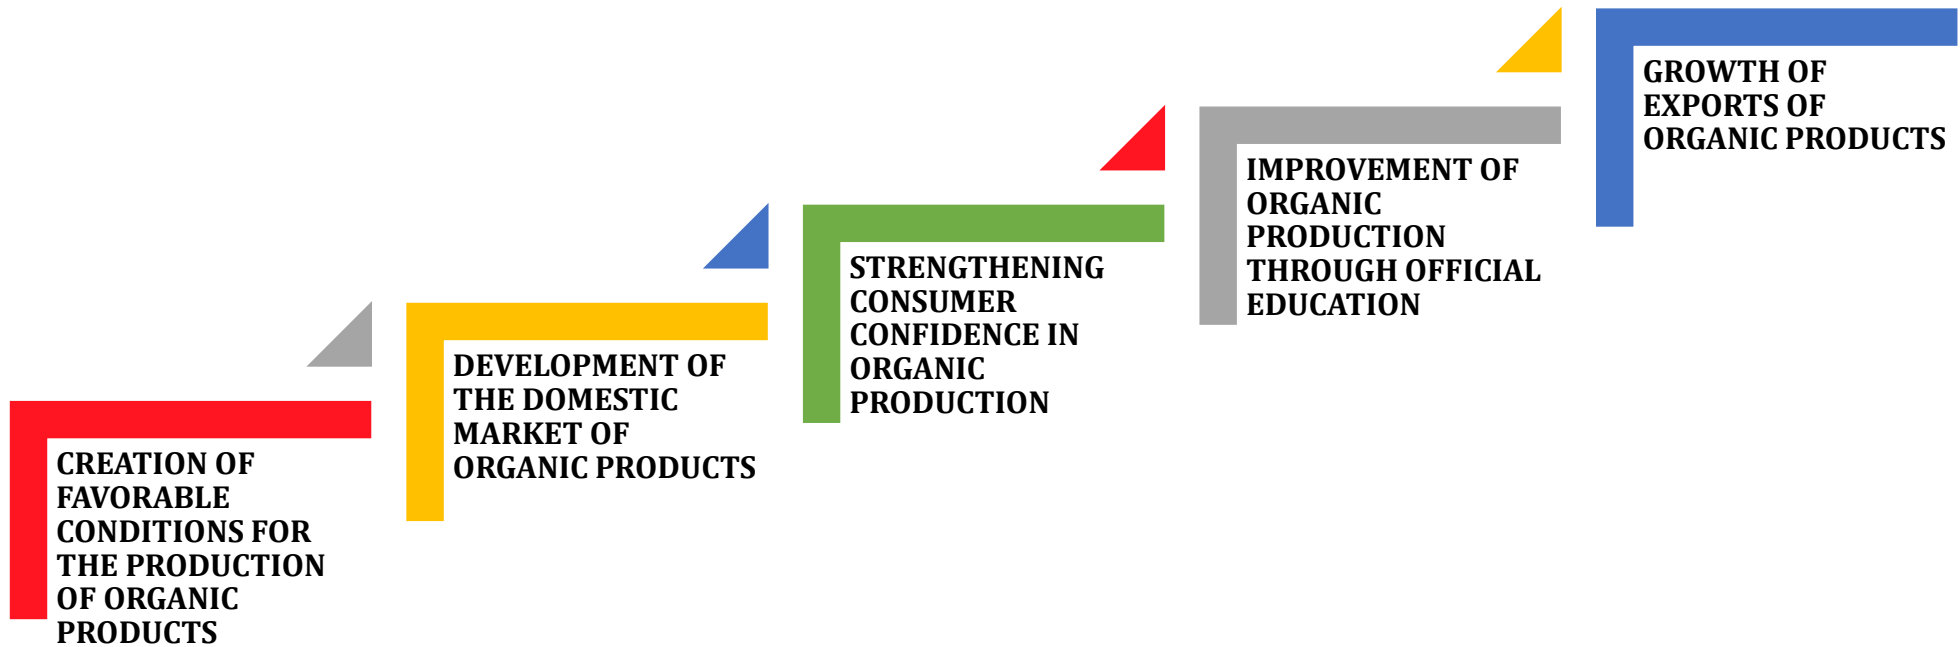 CREATION OF
FAVORABLE
CONDITIONS FOR
THE PRODUCTION
OF ORGANIC
PRODUCTS
DEVELOPMENT OF
THE DOMESTIC
MARKET OF
ORGANIC PRODUCTS
STRENGTHENING
CONSUMER
CONFIDENCE IN
ORGANIC
PRODUCTION
IMPROVEMENT OF
ORGANIC
PRODUCTION
THROUGH OFFICIAL
EDUCATION
GROWTH OF
EXPORTS OF
ORGANIC PRODUCTS